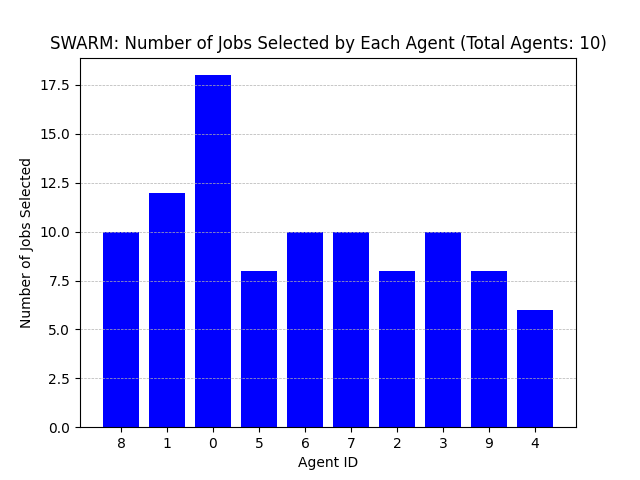 SWARM: Number of Jobs Selected by Each Agent (Total Agents: 10)
Number of Jobs Selected
17.5
15.0
12.5
10.0
7.5
5.0
2.5
0.0
8 1 0 5 6 7 2 3 9 4
Agent ID